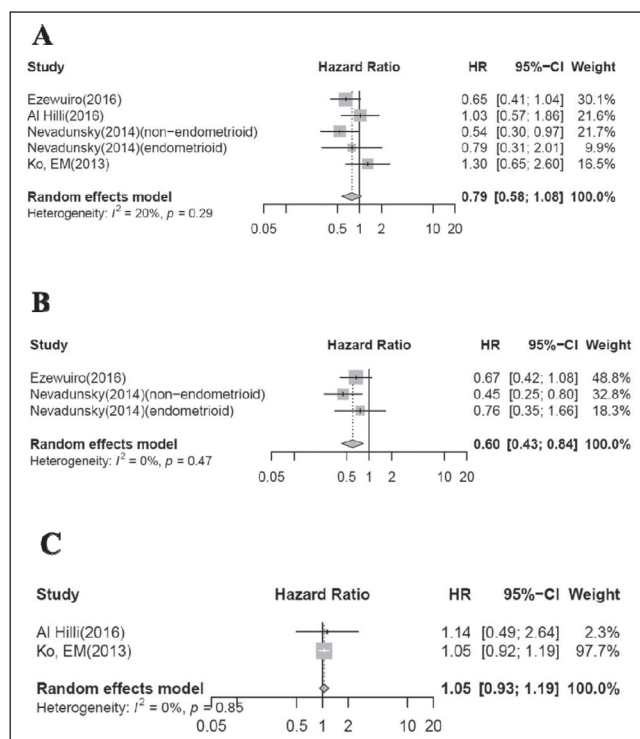 A
Study Hazard Ratio HR 95%−CI Weight
Ezewuiro(2016) 0.65 [0.41; 1.04] 30.1%
Al Hilli(2016) 1.03 [0.57; 1.86] 21.6%
Nevadunsky(2014)(non−endometrioid) 0.54 [0.30; 0.97] 21.7%
Nevadunsky(2014)(endometrioid) 0.79 [0.31; 2.01] 9.9%
Ko, EM(2013) 1.30 [0.65; 2.60] 16.5%
Random effects model 0.79 [0.58; 1.08] 100.0%
Heterogeneity: I² = 20%, p = 0.29
0.05 0.5 1 2 10 20
B
Study Hazard Ratio HR 95%−CI Weight
Ezewuiro(2016) 0.67 [0.42; 1.08] 48.8%
Nevadunsky(2014)(non−endometrioid) 0.45 [0.25; 0.80] 32.8%
Nevadunsky(2014)(endometrioid) 0.76 [0.35; 1.66] 18.3%
Random effects model 0.60 [0.43; 0.84] 100.0%
Heterogeneity: I² = 0%, p = 0.47
0.05 0.5 1 2 10 20
C
Study Hazard Ratio HR 95%−CI Weight
Al Hilli(2016) 1.14 [0.49; 2.64] 2.3%
Ko, EM(2013) 1.05 [0.92; 1.19] 97.7%
Random effects model 1.05 [0.93; 1.19] 100.0%
Heterogeneity: I² = 0%, p = 0.85
0.05 0.5 1 2 10 20